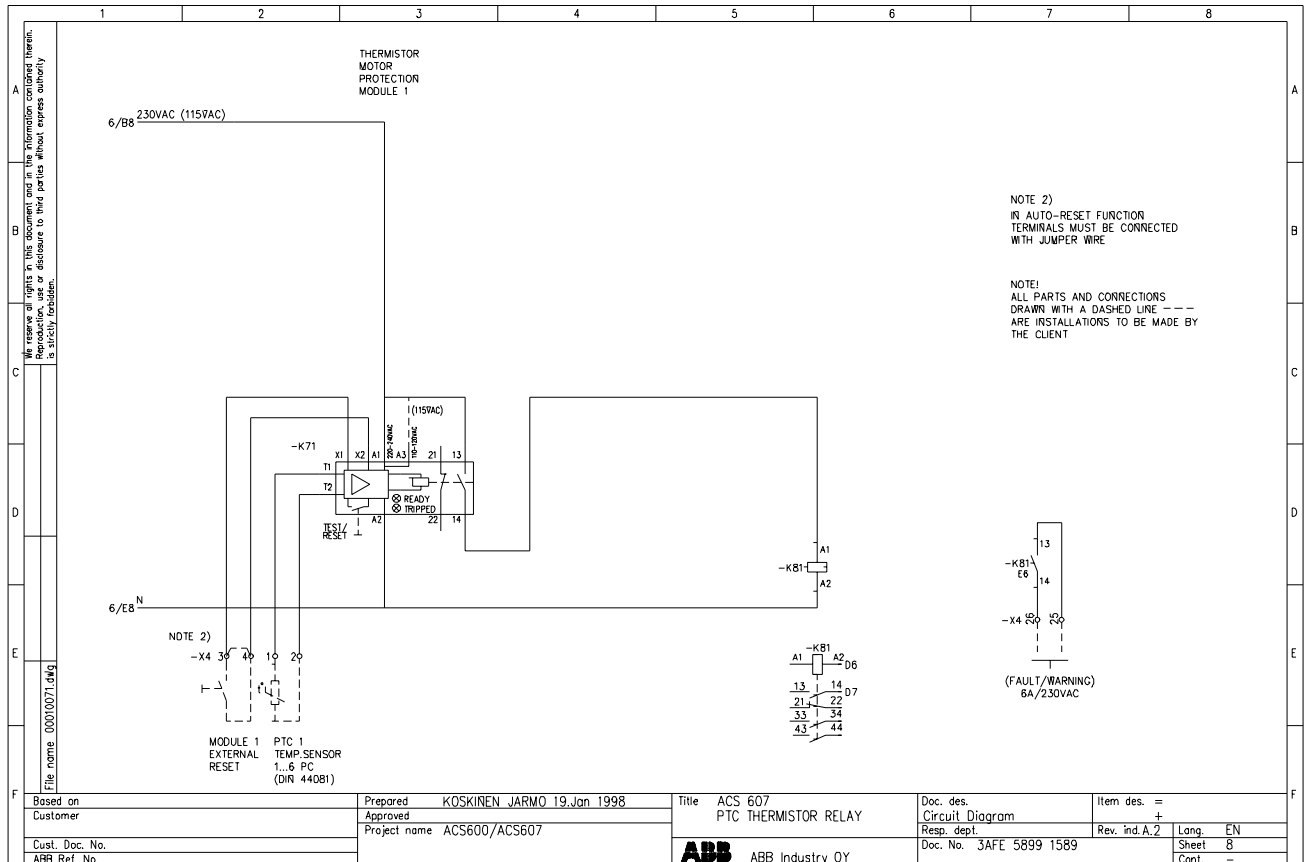 1 2 3 4 5 6 7 8
We reserve all rights in this document and in the information contained therein.
Reproduction, use or disclosure to third parties without express authority
is strictly forbidden.
File name 00010071.dwg
A
B
C
D
E
F
A
B
C
D
E
F
THERMISTOR
MOTOR
PROTECTION
MODULE 1
6/B8 230VAC (115VAC)
NOTE 2)
IN AUTO-RESET FUNCTION
TERMINALS MUST BE CONNECTED
WITH JUMPER WIRE
NOTE!
ALL PARTS AND CONNECTIONS
DRAWN WITH A DASHED LINE ---
ARE INSTALLATIONS TO BE MADE BY
THE CLIENT
(115VAC)
220-240VAC
110-120VAC
-K71
X1 X2 A1 A3 21 13
T1
T2
READY
TRIPPED
A2 22 14
TEST/
RESET
A1
-K81
A2
13
-K81
E6
14
-X4 26 25
(FAULT/WARNING)
6A/230VAC
6/E8 N
NOTE 2)
-X4 3 4 1 2
t°
MODULE 1
EXTERNAL
RESET
PTC 1
TEMP.SENSOR
1...6 PC
(DIN 44081)
-K81
A1 A2 D6
13 14 D7
21 22
33 34
43 44
Based on
Customer
Cust. Doc. No.
ABB Ref. No.
Prepared KOSKINEN JARMO 19.Jan 1998
Approved
Project name ACS600/ACS607
Title ACS 607
PTC THERMISTOR RELAY
ABB ABB Industry OY
Doc. des.
Circuit Diagram
Resp. dept.
Doc. No. 3AFE 5899 1589
Item des. =
+
Rev. ind. A.2 Lang. EN
Sheet 8
Cont. -